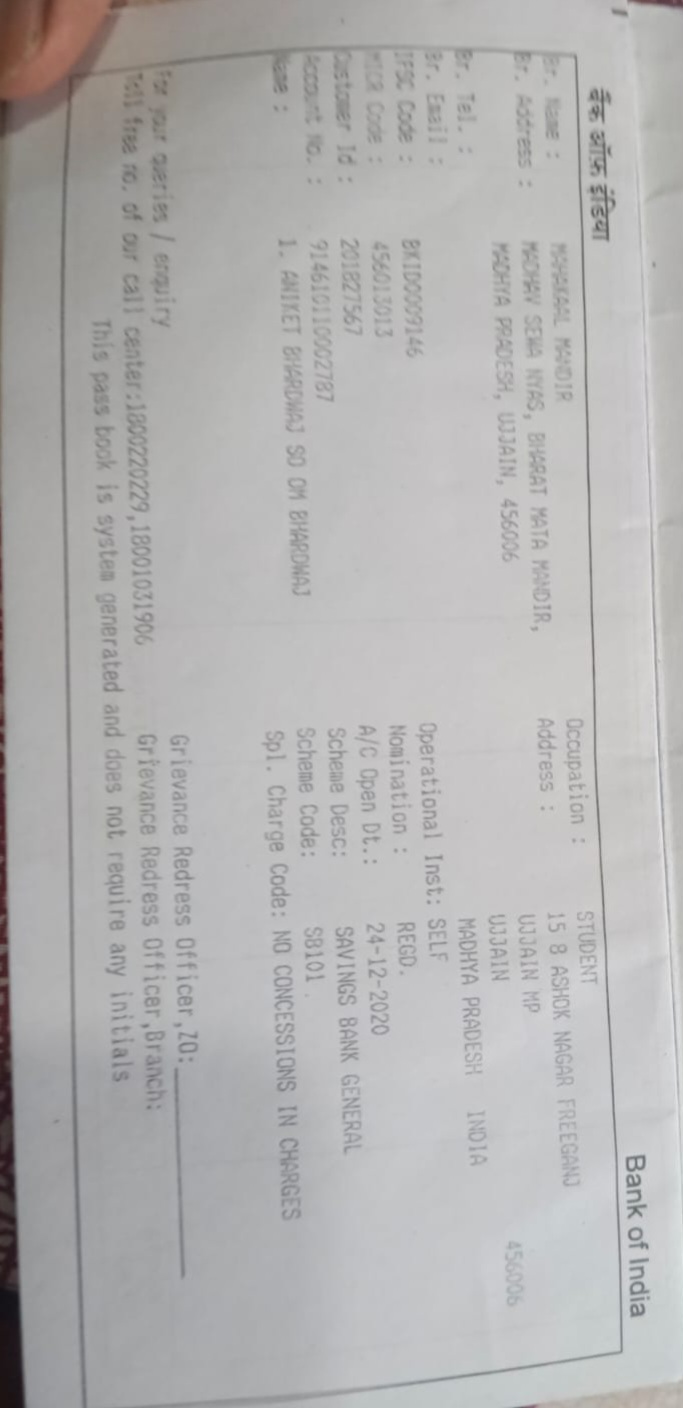 बैंक ऑफ़ इंडिया
Bank of India
Br. Name : MAHAKAAL MANDIR
Br. Address : MADHAV SEWA NYAS, BHARAT MATA MANDIR,
MADHYA PRADESH, UJJAIN, 456006
Br. Tel. :
Br. Email :
IFSC Code : BKID0009146
MICR Code : 456013013
Customer Id : 201827567
Account No. : 914610110002787
Name : 1. ANIKET BHARDWAJ SO OM BHARDWAJ
Occupation : STUDENT
Address : 15 8 ASHOK NAGAR FREEGANJ
UJJAIN MP
UJJAIN 456006
MADHYA PRADESH INDIA
Operational Inst: SELF
Nomination : REGD.
A/C Open Dt.: 24-12-2020
Scheme Desc: SAVINGS BANK GENERAL
Scheme Code: SB101
Spl. Charge Code: NO CONCESSIONS IN CHARGES
For your queries / enquiry
Toll free no. of our call center:1800220229,18001031906
Grievance Redress Officer,ZO:
Grievance Redress Officer,Branch:
This pass book is system generated and does not require any initials